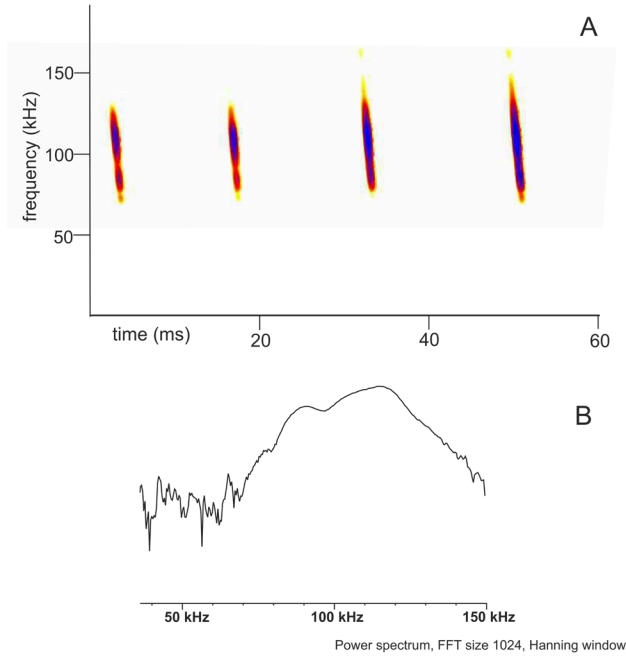 A
150
100
50
frequency (kHz)
time (ms)
20
40
60
B
50 kHz
100 kHz
150 kHz
Power spectrum, FFT size 1024, Hanning window